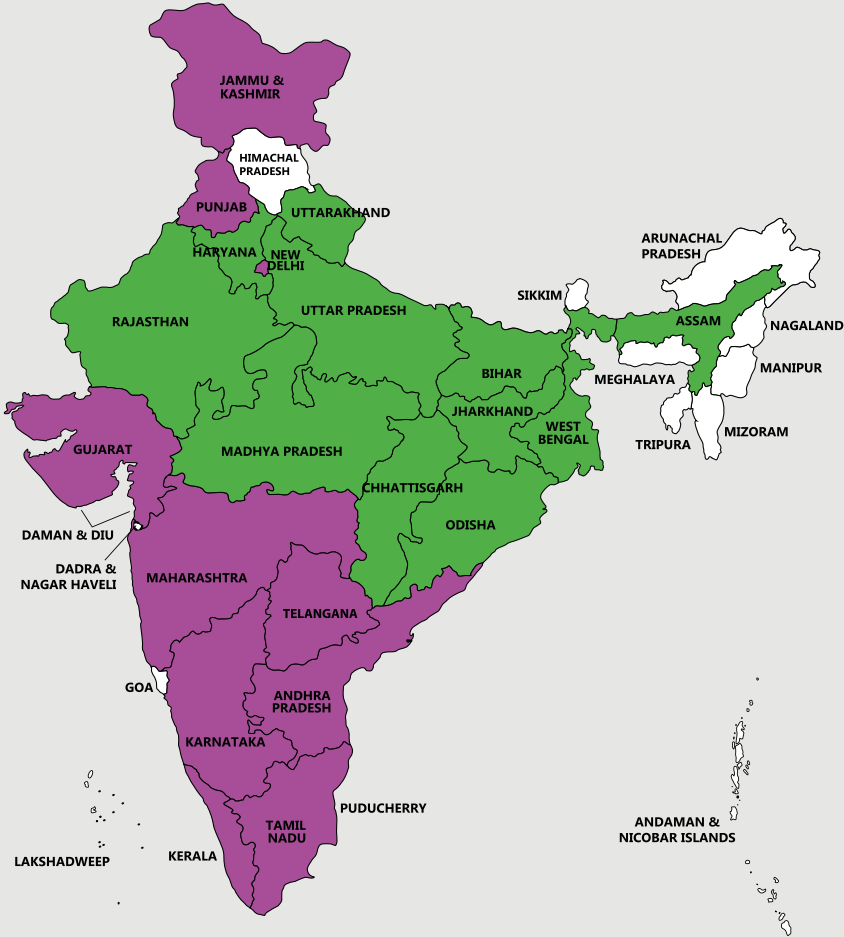 JAMMU &
KASHMIR
HIMACHAL
PRADESH
PUNJAB
UTTARAKHAND
HARYANA
NEW
DELHI
ARUNACHAL
PRADESH
SIKKIM
UTTAR PRADESH
RAJASTHAN
ASSAM
NAGALAND
BIHAR
MEGHALAYA
MANIPUR
JHARKHAND
WEST
BENGAL
TRIPURA
MIZORAM
GUJARAT
MADHYA PRADESH
CHHATTISGARH
ODISHA
DAMAN & DIU
DADRA &
NAGAR HAVELI
MAHARASHTRA
TELANGANA
GOA
ANDHRA
PRADESH
KARNATAKA
PUDUCHERRY
TAMIL
NADU
ANDAMAN &
NICOBAR ISLANDS
KERALA
LAKSHADWEEP